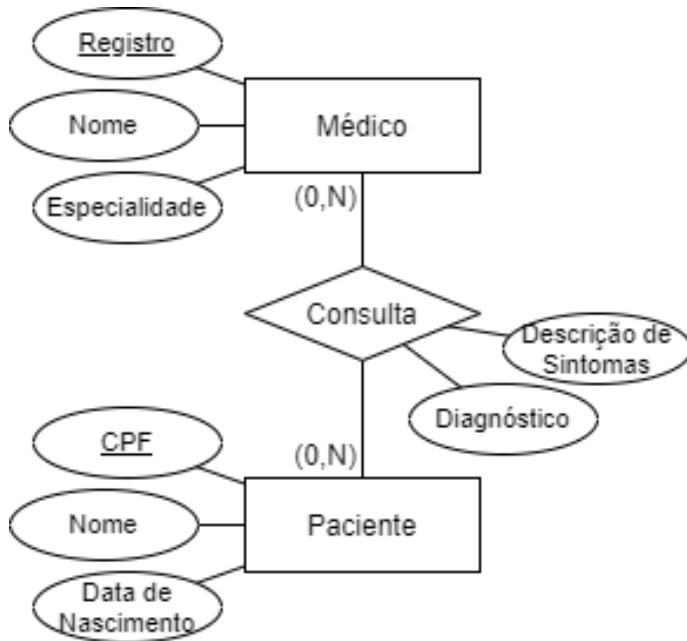 Registro
Nome
Médico
Especialidade
(0,N)
Consulta
Descrição de
Sintomas
Diagnóstico
CPF
(0,N)
Nome
Paciente
Data de
Nascimento